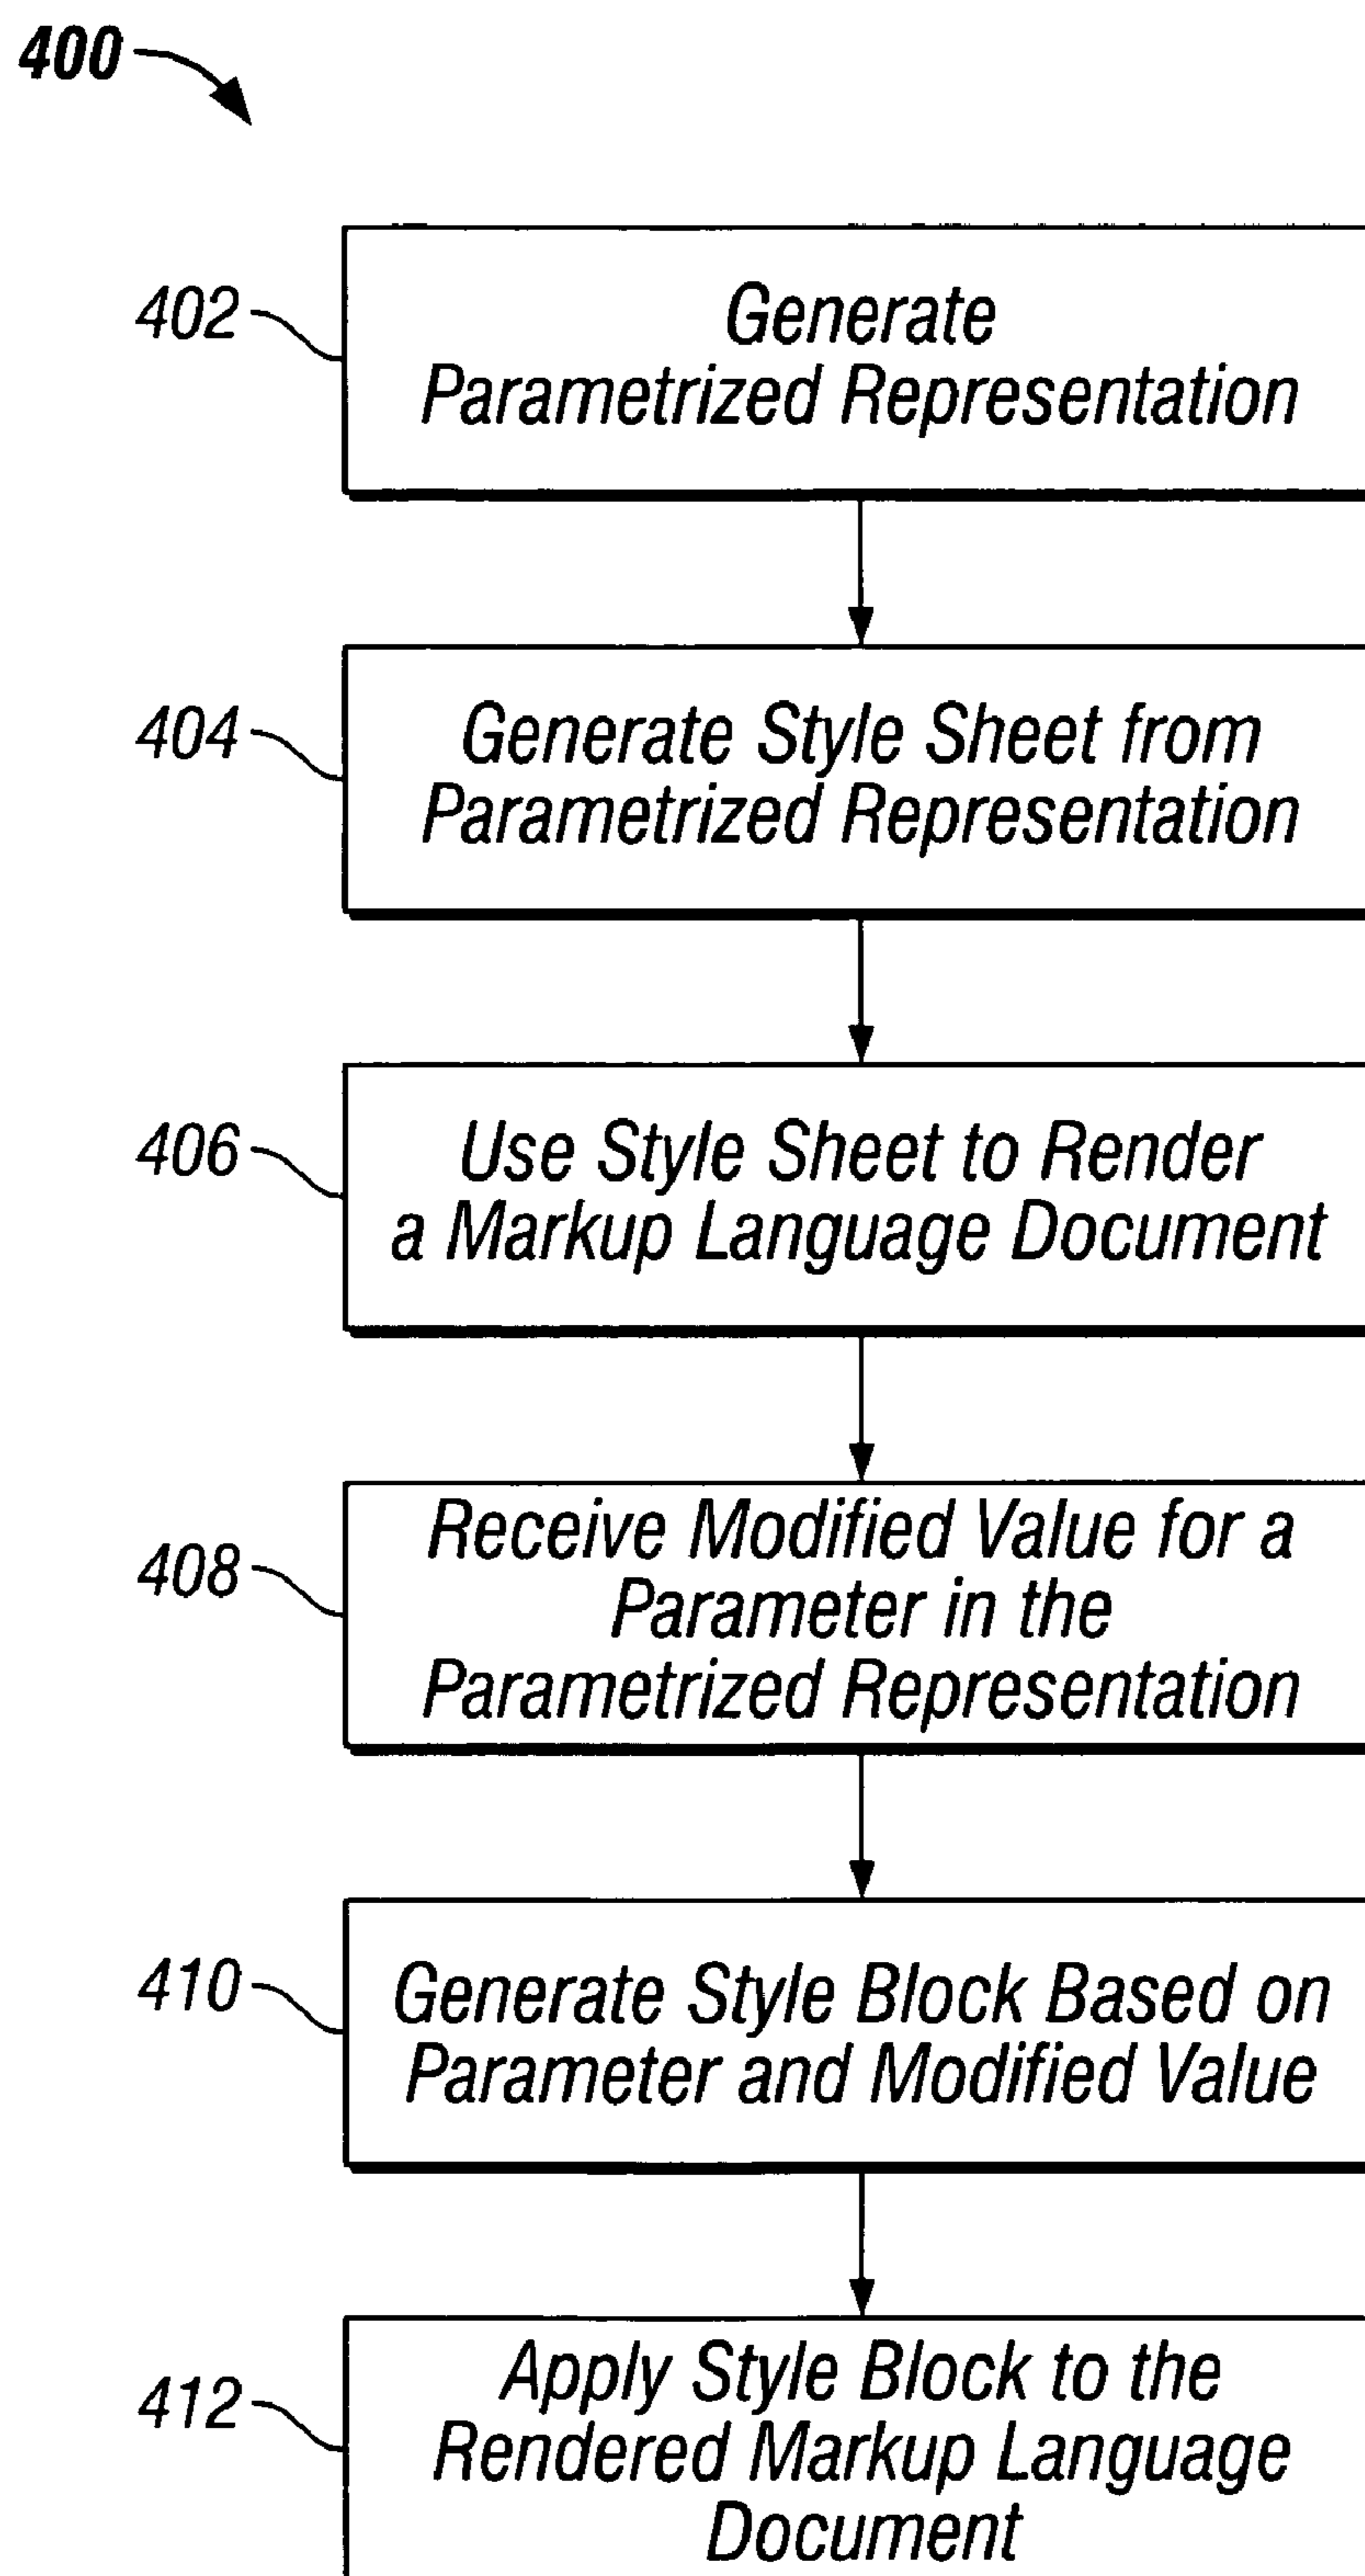 400
402
Generate
Parametrized Representation
404
Generate Style Sheet from
Parametrized Representation
406
Use Style Sheet to Render
a Markup Language Document
408
Receive Modified Value for a
Parameter in the
Parametrized Representation
410
Generate Style Block Based on
Parameter and Modified Value
412
Apply Style Block to the
Rendered Markup Language
Document